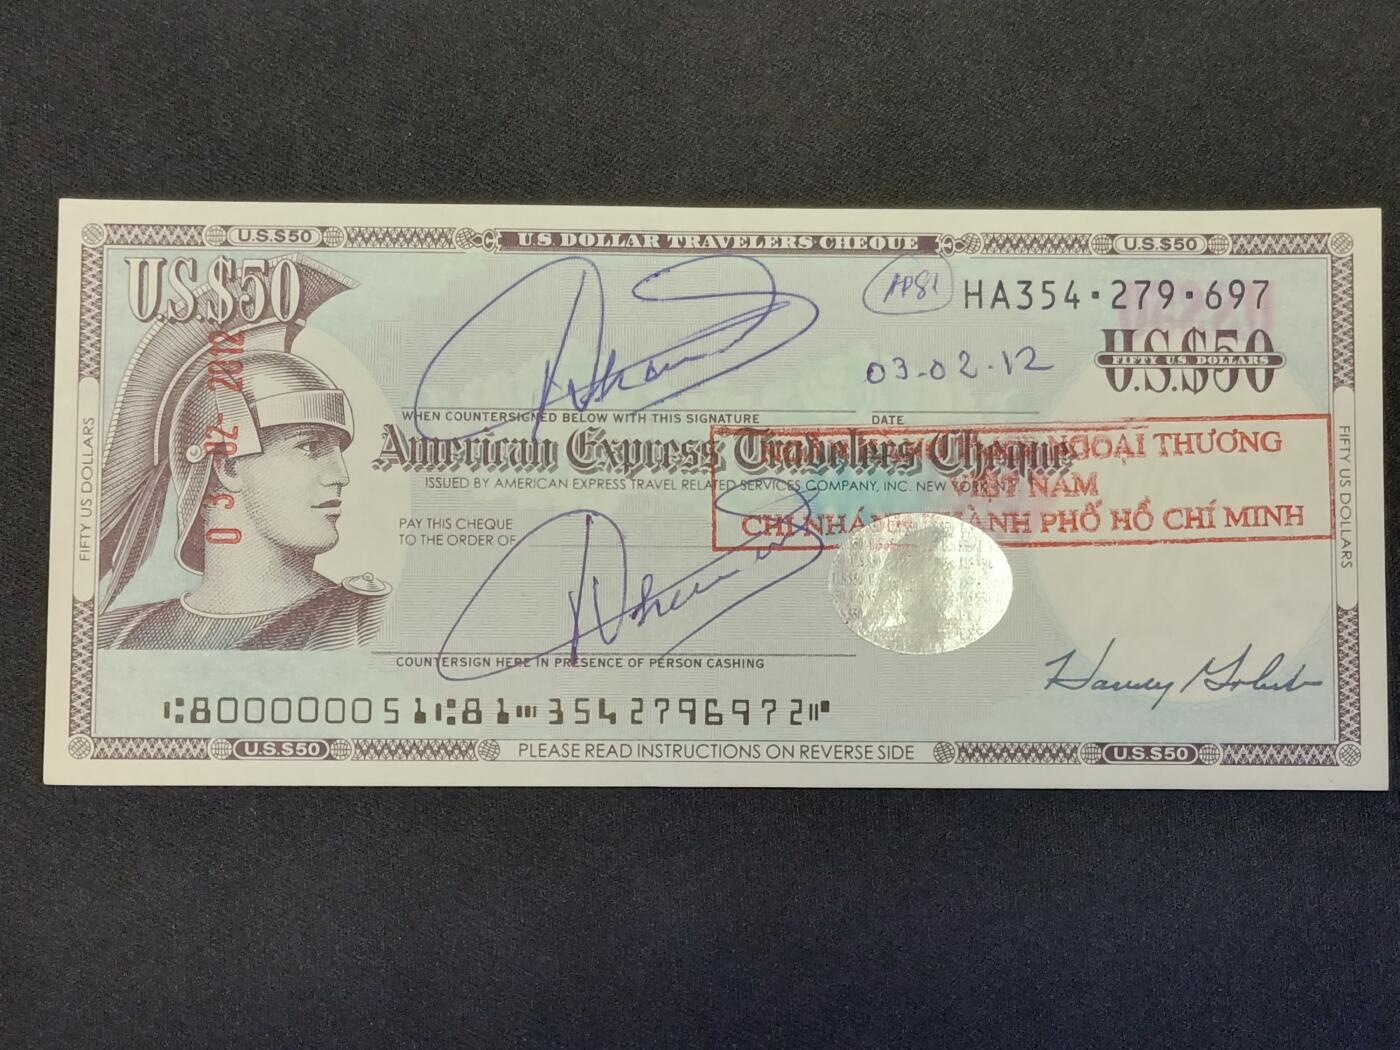 U.S.$50
U.S. DOLLAR TRAVELERS CHEQUE
U.S.$50
U.S.$50
HA354·279·697
U.S.$50
FIFTY U.S. DOLLARS
03-02-2012
03-02-12
WHEN COUNTERSIGNED BELOW WITH THIS SIGNATURE
DATE
American Express Travelers Cheque
ISSUED BY AMERICAN EXPRESS TRAVEL RELATED SERVICES COMPANY, INC. NEW YORK, NY
NGOẠI THƯƠNG
VIỆT NAM
CHI NHÁNH THÀNH PHỐ HỒ CHÍ MINH
PAY THIS CHEQUE
TO THE ORDER OF
FIFTY US DOLLARS
FIFTY US DOLLARS
COUNTERSIGN HERE IN PRESENCE OF PERSON CASHING
⑆800000051⑆81⑉3542796972⑈
U.S.$50
PLEASE READ INSTRUCTIONS ON REVERSE SIDE
U.S.$50